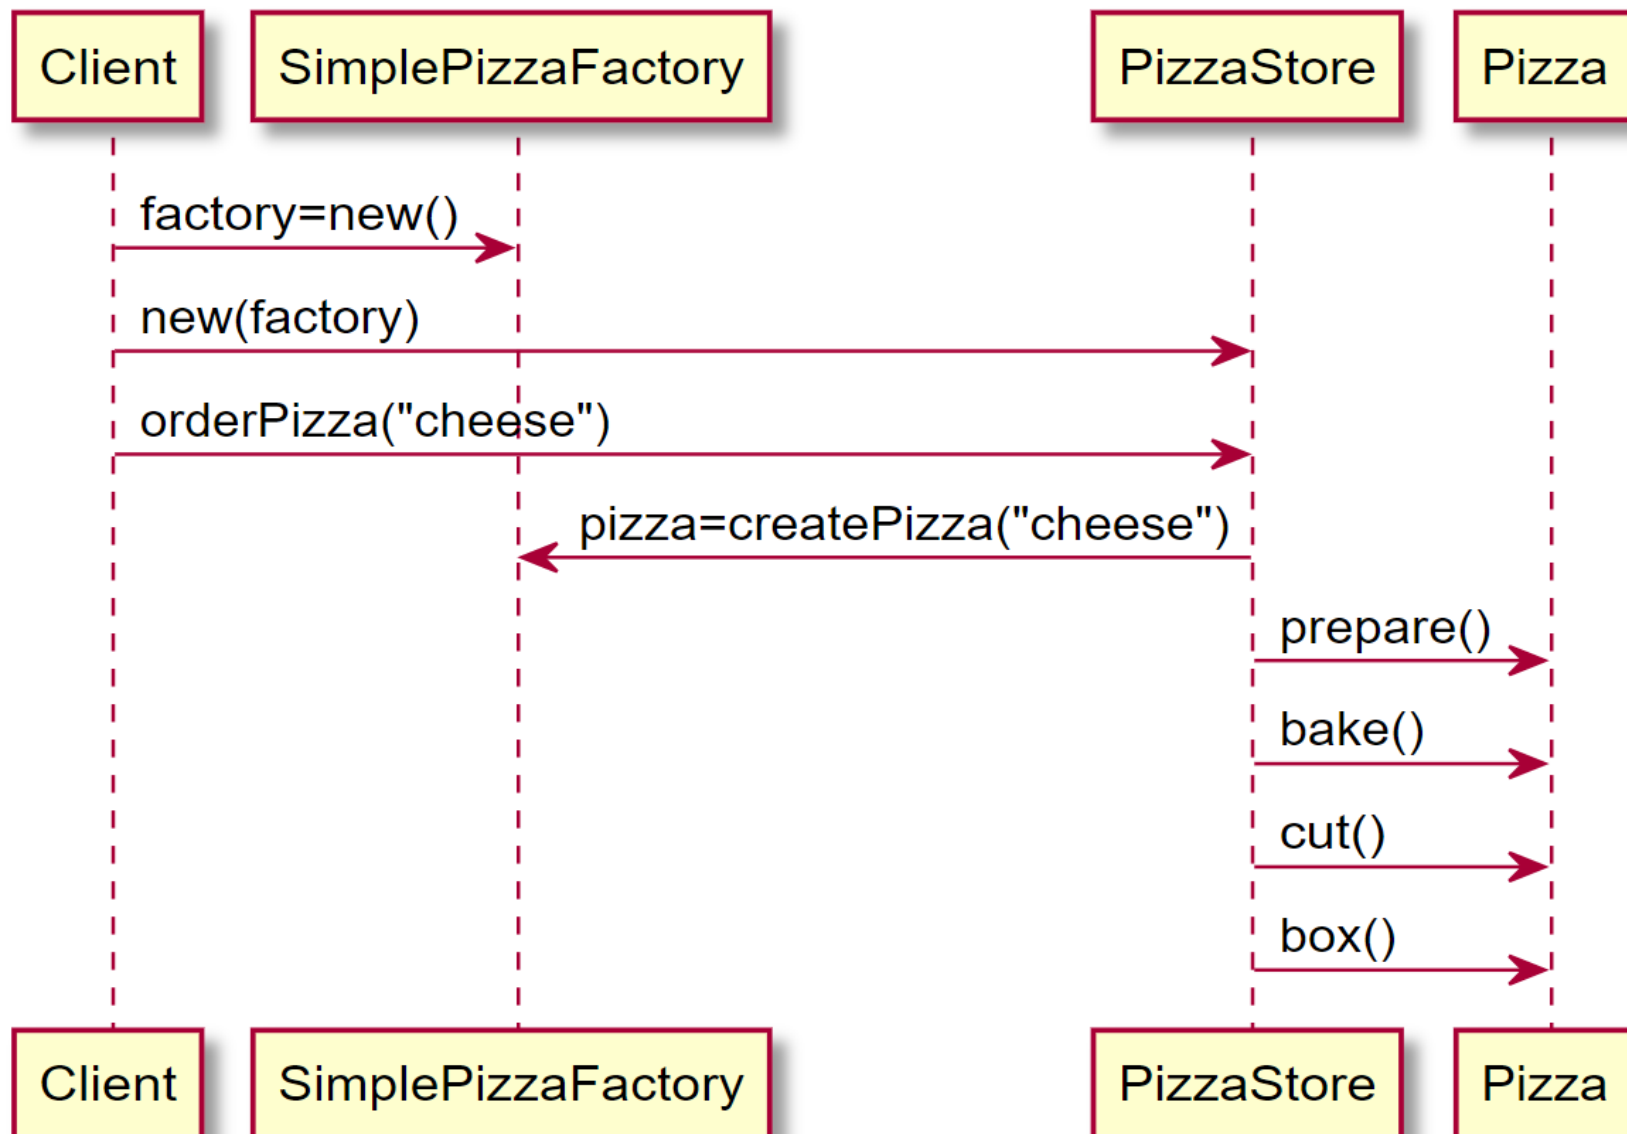 Client SimplePizzaFactory PizzaStore Pizza
factory=new()
new(factory)
orderPizza("cheese")
pizza=createPizza("cheese")
prepare()
bake()
cut()
box()
Client SimplePizzaFactory PizzaStore Pizza